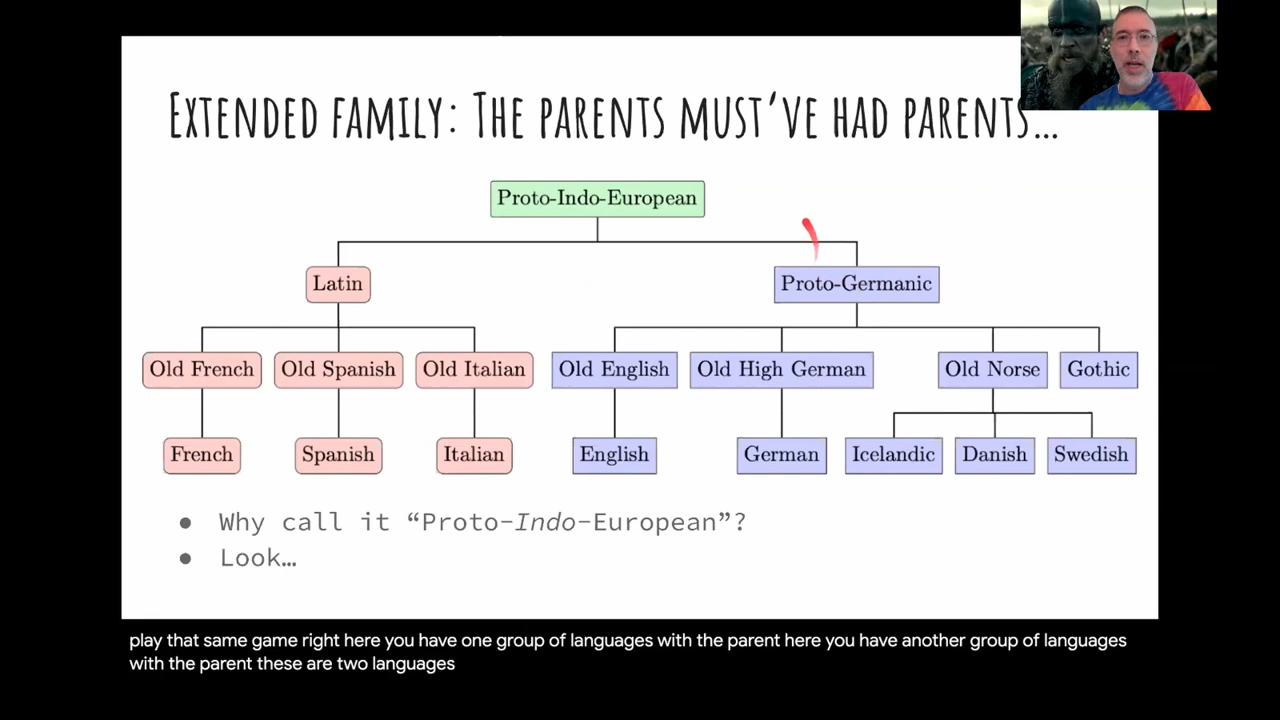 EXTENDED FAMILY: THE PARENTS MUST‘VE HAD PARENTS…
Proto-Indo-European
Latin
Proto-Germanic
Old French
Old Spanish
Old Italian
Old English
Old High German
Old Norse
Gothic
French
Spanish
Italian
English
German
Icelandic
Danish
Swedish
● Why call it “Proto-Indo-European”?
● Look…
play that same game right here you have one group of languages with the parent here you have another group of languages
with the parent these are two languages